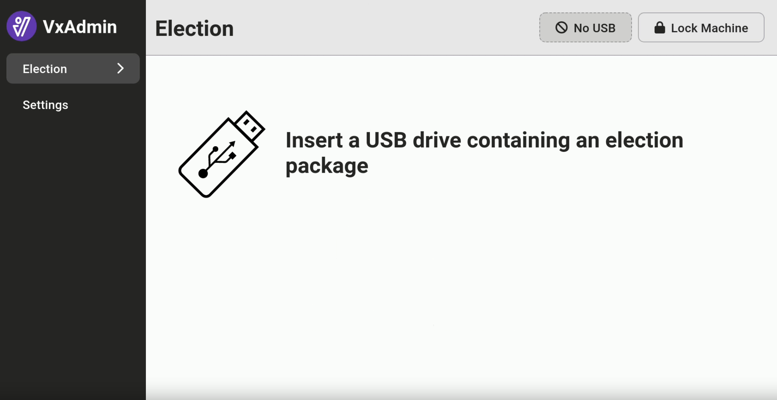 VxAdmin
Election
Settings
Election
No USB
Lock Machine
Insert a USB drive containing an election
package